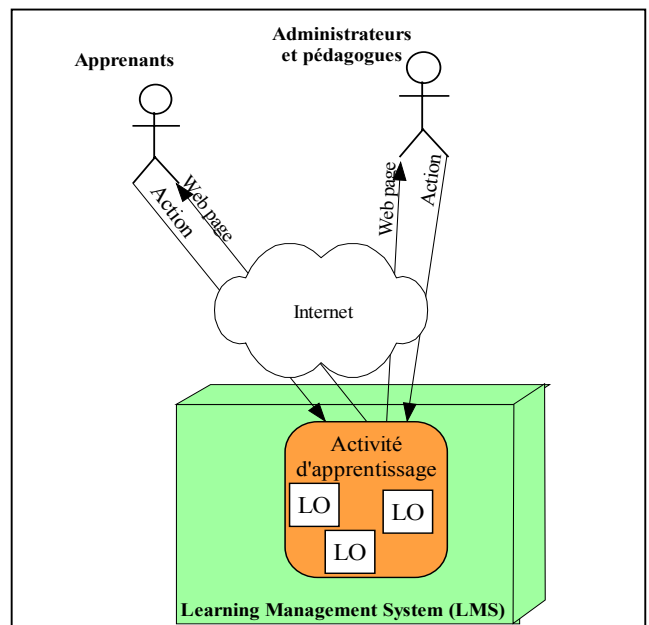 Administrateurs
et pédagogues
Apprenants
Web page
Action
Web page
Action
Internet
Activité
d'apprentissage
LO
LO
LO
Learning Management System (LMS)